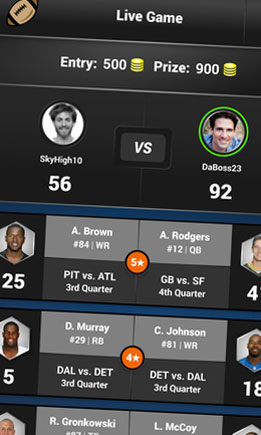 Live Game
Entry: 500 Prize: 900
VS
SkyHigh10 DaBoss23
56 92
A. Brown A. Rodgers
#84 | WR #12 | QB
5★
25
PIT vs. ATL GB vs. SF
3rd Quarter 4th Quarter
D. Murray C. Johnson
#29 | RB #81 | WR
4★
5 18
DAL vs. DET DET vs. DAL
3rd Quarter 3rd Quarter
R. Gronkowski L. McCoy